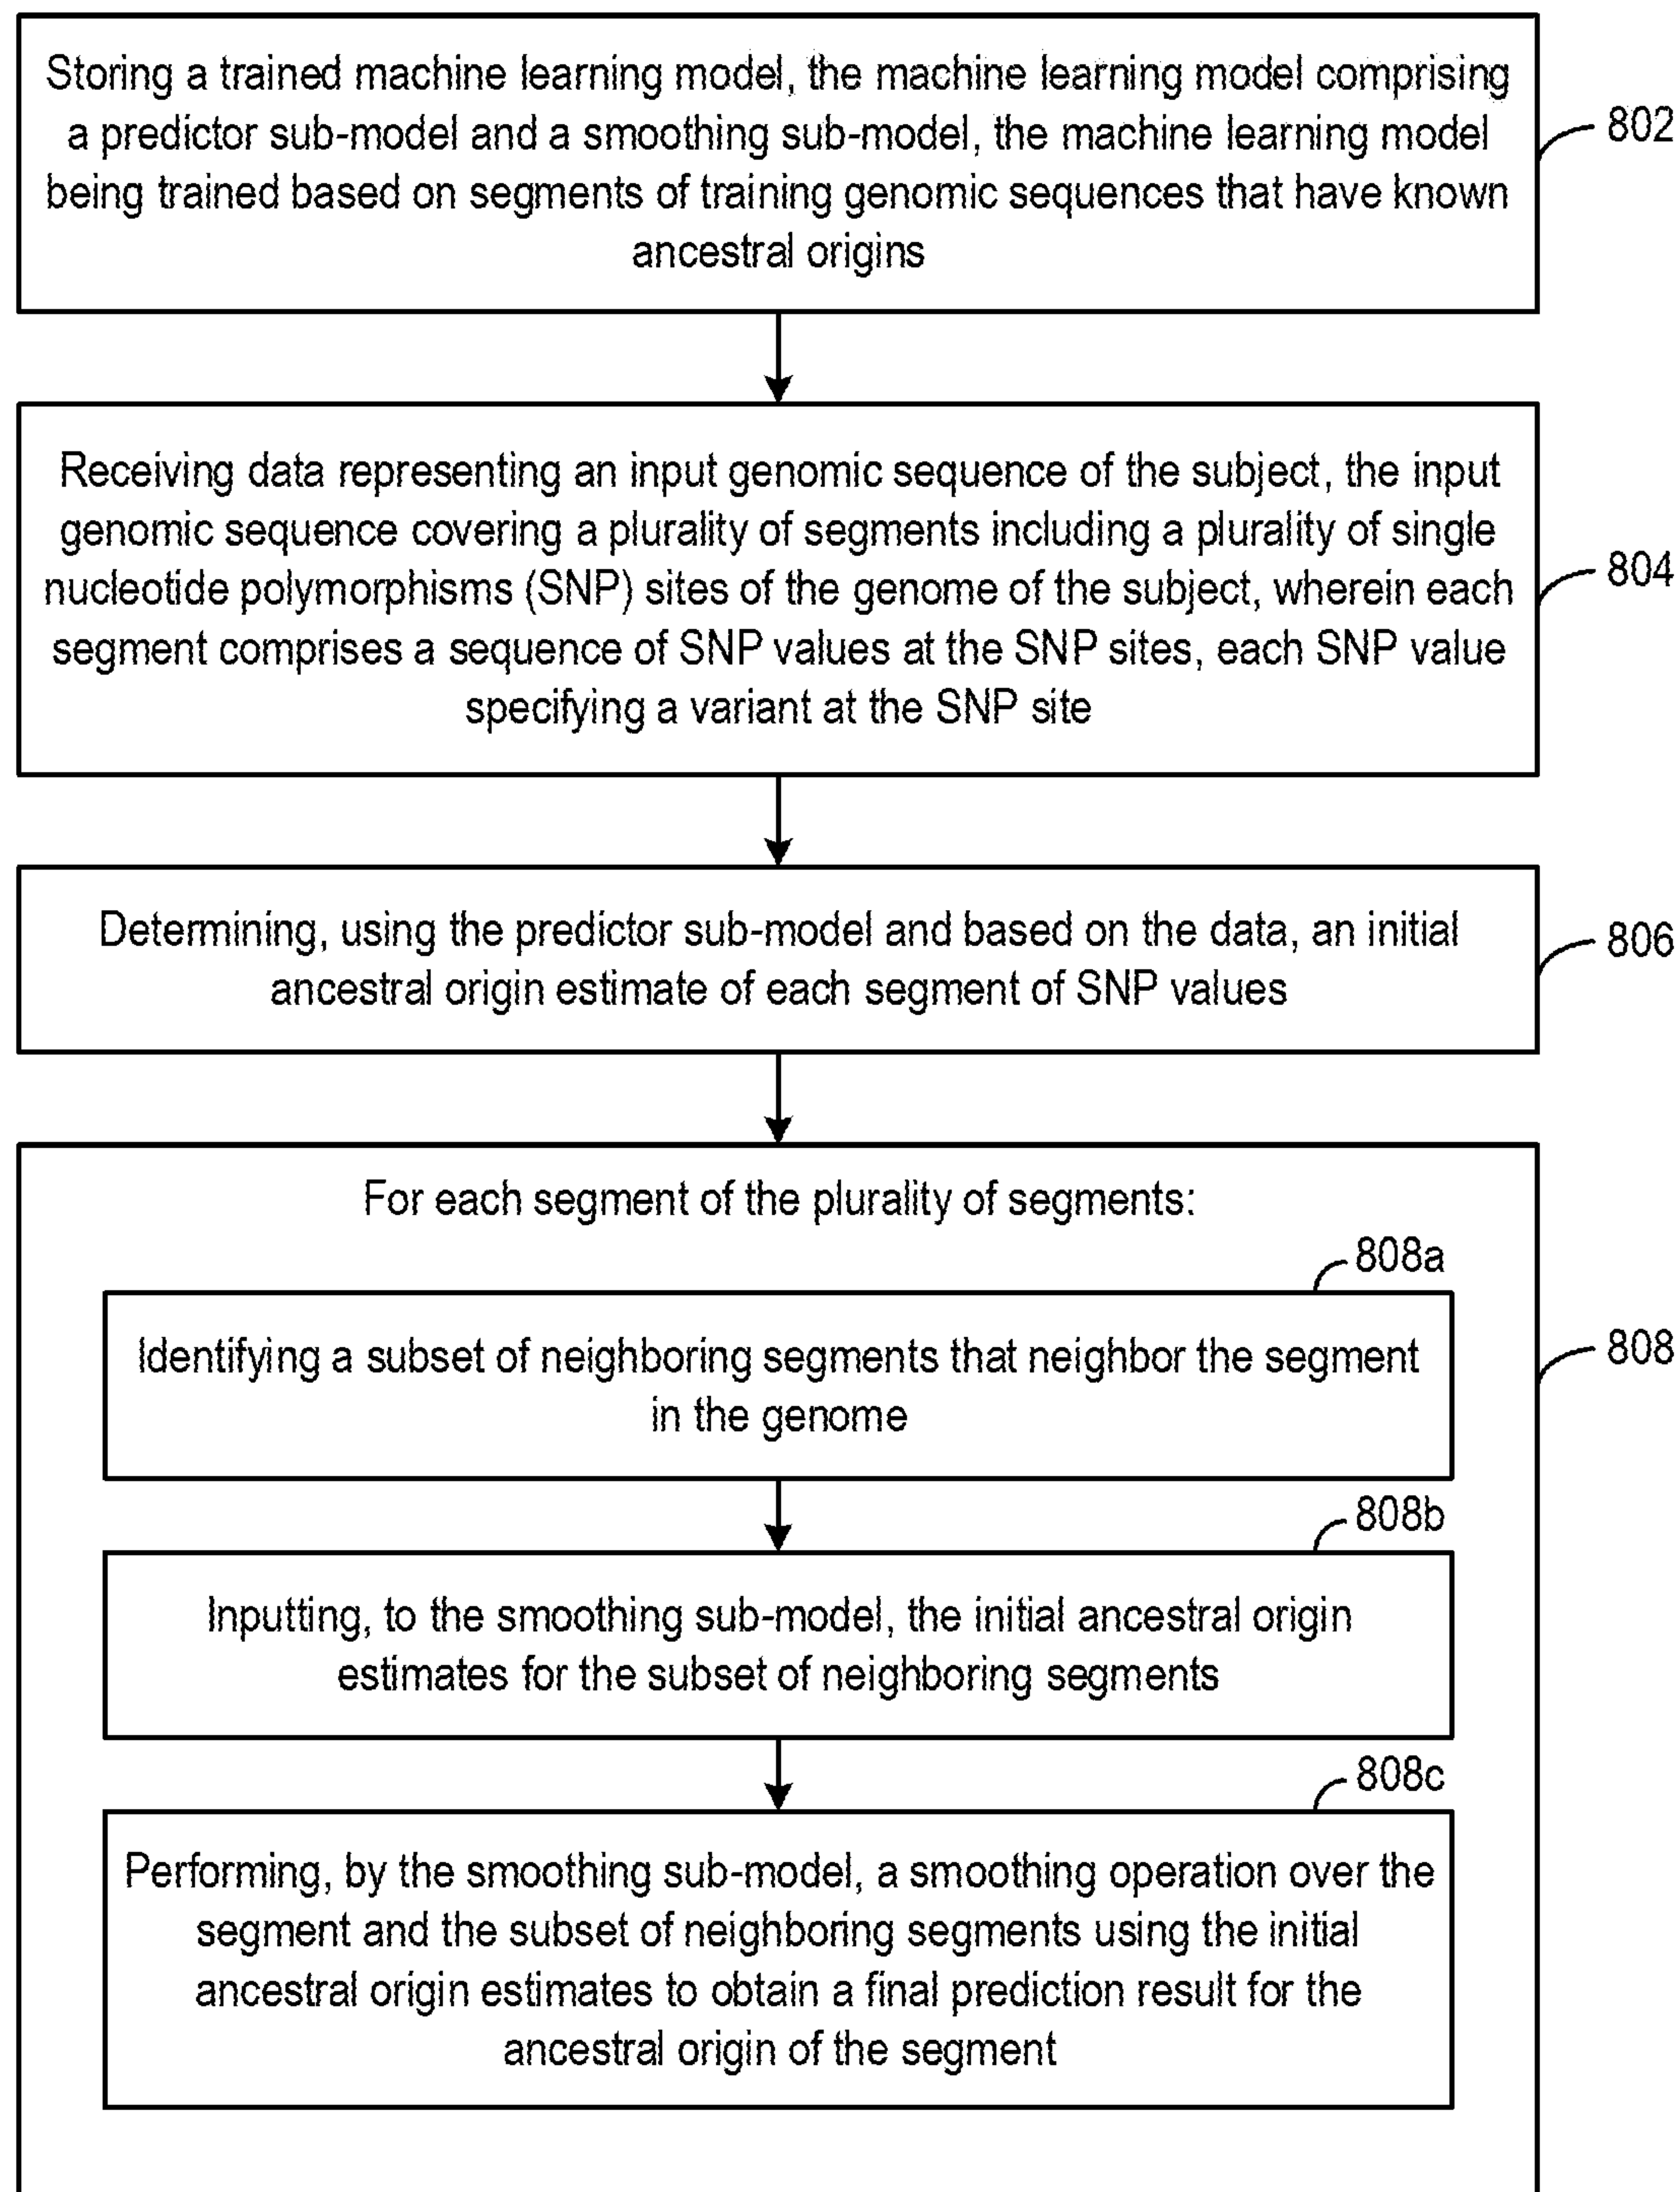 Storing a trained machine learning model, the machine learning model comprising
a predictor sub-model and a smoothing sub-model, the machine learning model
being trained based on segments of training genomic sequences that have known
ancestral origins
802
Receiving data representing an input genomic sequence of the subject, the input
genomic sequence covering a plurality of segments including a plurality of single
nucleotide polymorphisms (SNP) sites of the genome of the subject, wherein each
segment comprises a sequence of SNP values at the SNP sites, each SNP value
specifying a variant at the SNP site
804
Determining, using the predictor sub-model and based on the data, an initial
ancestral origin estimate of each segment of SNP values
806
For each segment of the plurality of segments:
808
808a
Identifying a subset of neighboring segments that neighbor the segment
in the genome
808b
Inputting, to the smoothing sub-model, the initial ancestral origin
estimates for the subset of neighboring segments
808c
Performing, by the smoothing sub-model, a smoothing operation over the
segment and the subset of neighboring segments using the initial
ancestral origin estimates to obtain a final prediction result for the
ancestral origin of the segment